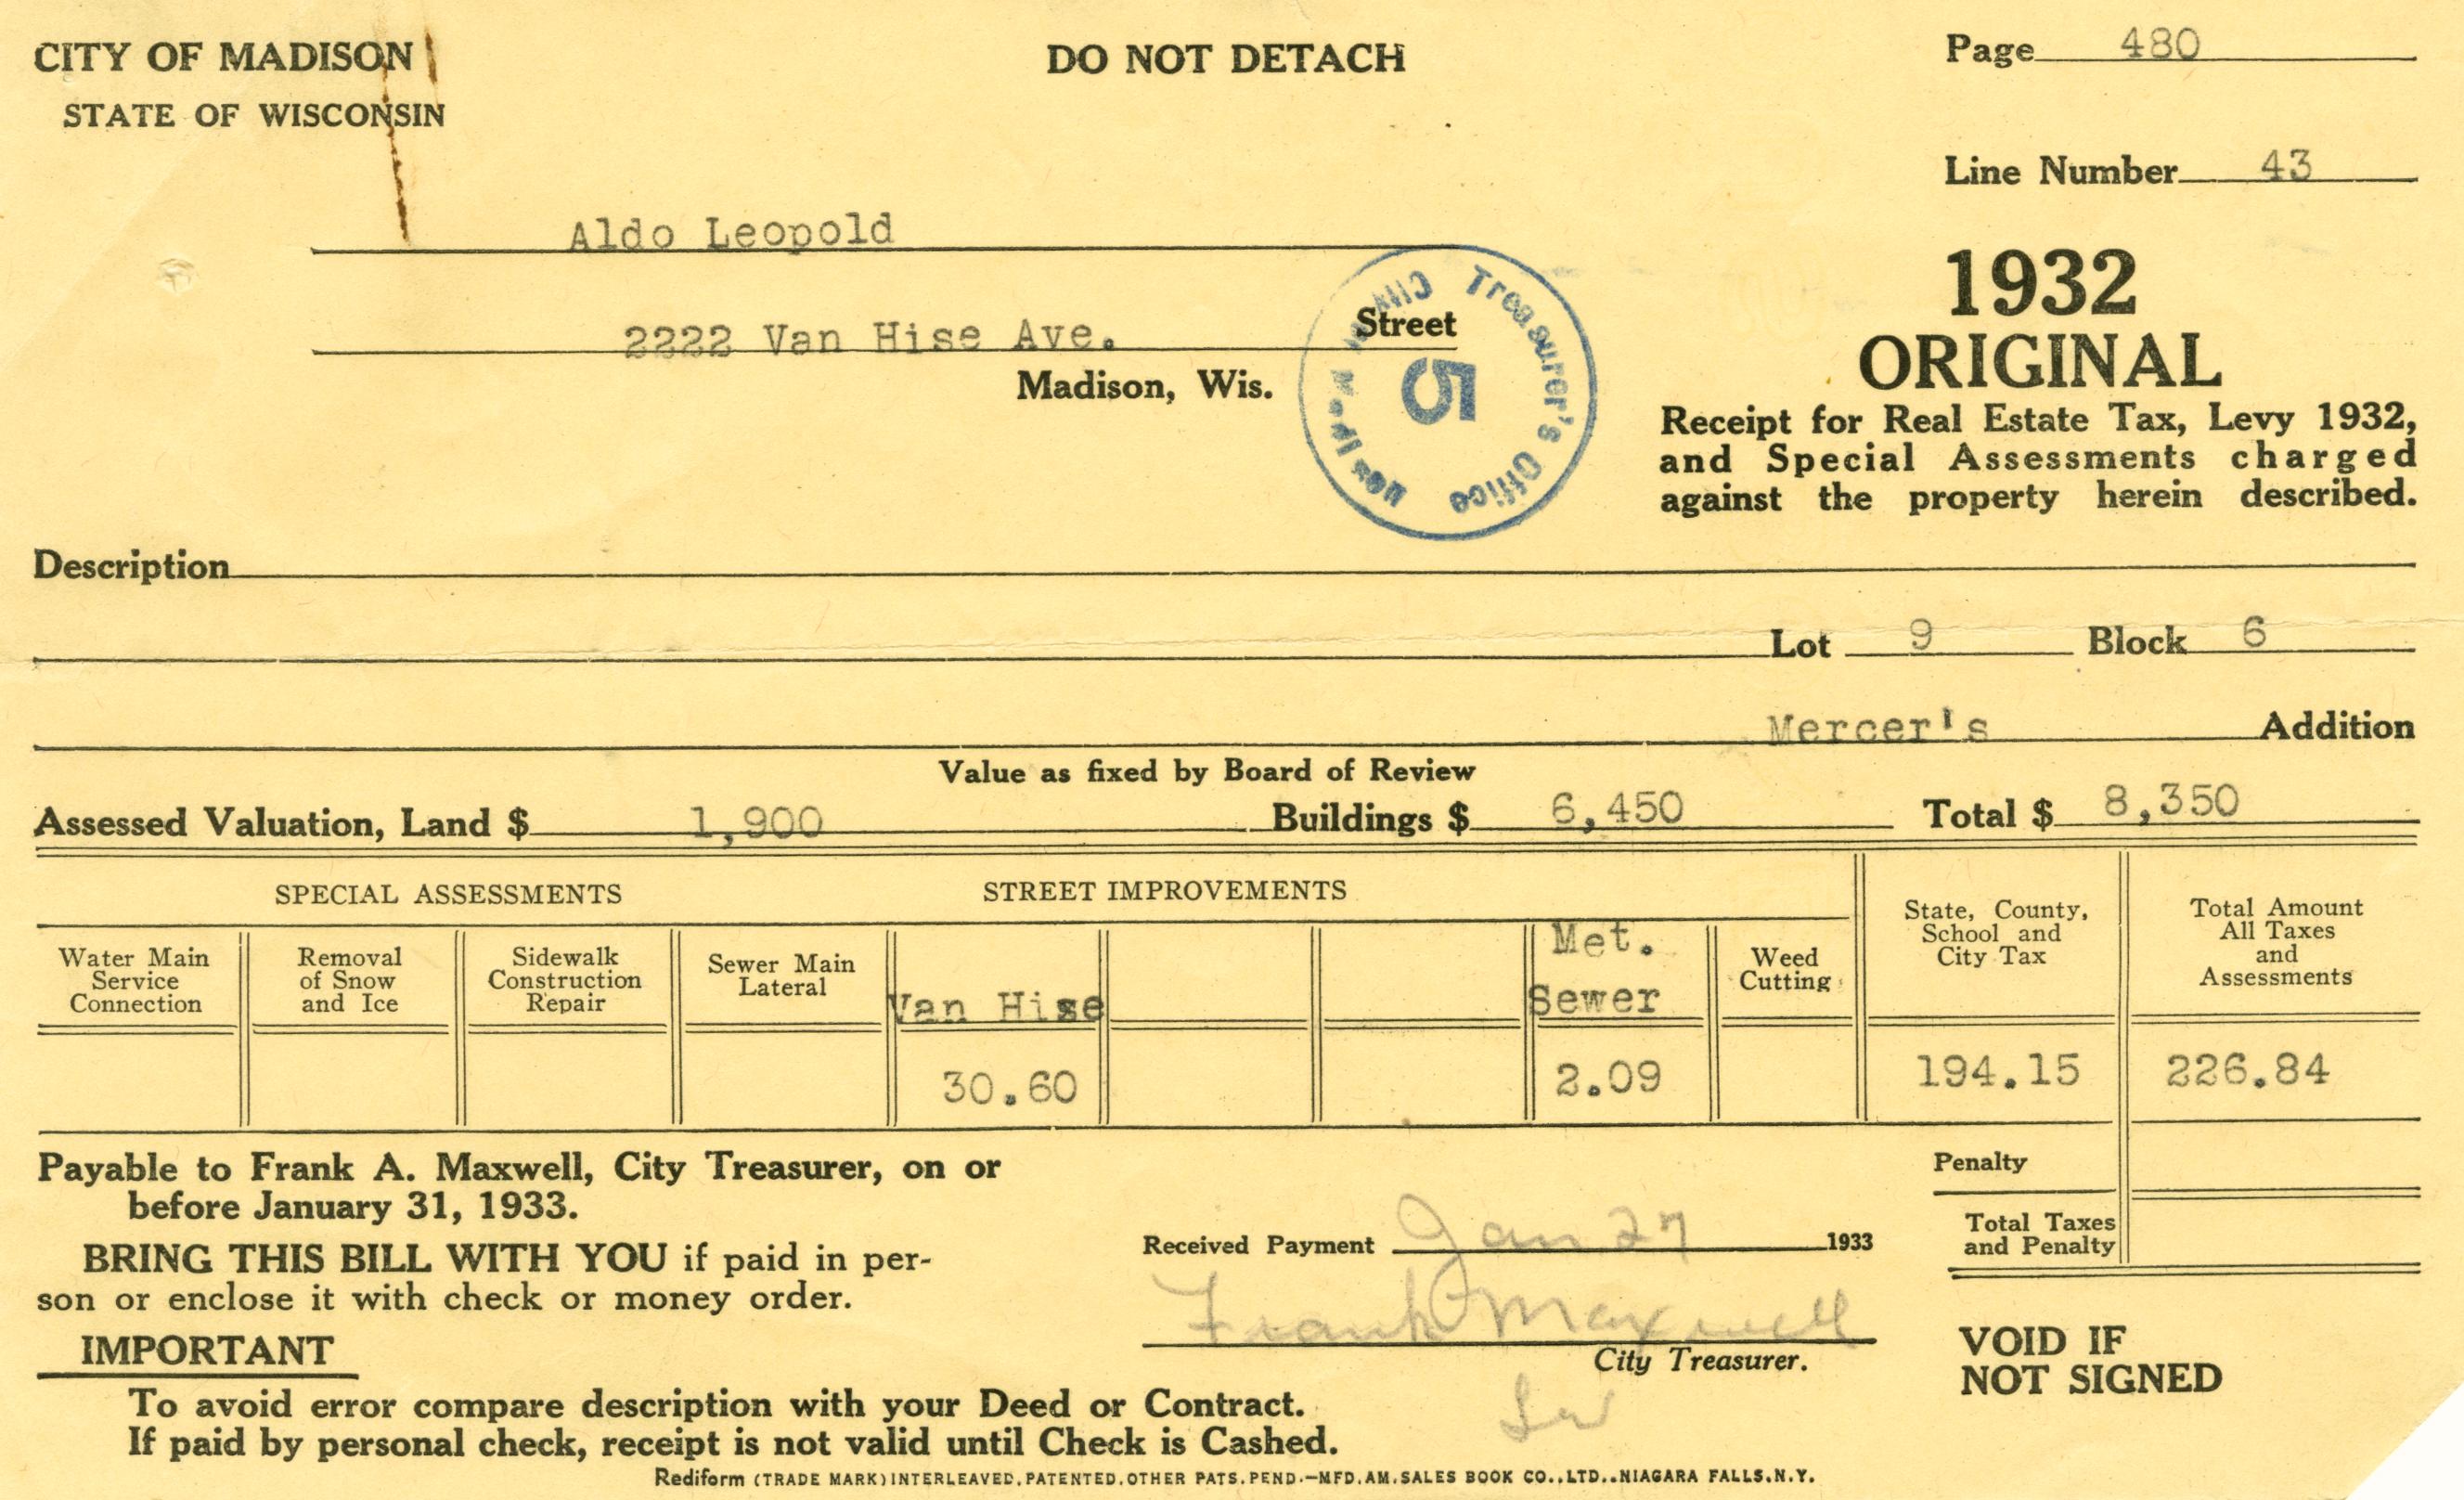 CITY OF MADISON
STATE OF WISCONSIN
DO NOT DETACH
Page 480
Line Number 43
Aldo Leopold
2222 Van Hise Ave. Street
Madison, Wis.
City of Madison Treasurer's Office
5
1932
ORIGINAL
Receipt for Real Estate Tax, Levy 1932,
and Special Assessments charged
against the property herein described.
Description
Lot 9 Block 6
Mercer's Addition
Value as fixed by Board of Review
Assessed Valuation, Land $ 1,900 Buildings $ 6,450 Total $ 8,350
SPECIAL ASSESSMENTS
STREET IMPROVEMENTS
Water Main
Service
Connection
Removal
of Snow
and Ice
Sidewalk
Construction
Repair
Sewer Main
Lateral
Van Hise
Met.
Sewer
Weed
Cutting
State, County,
School and
City Tax
Total Amount
All Taxes
and
Assessments
30.60 2.09 194.15 226.84
Payable to Frank A. Maxwell, City Treasurer, on or
before January 31, 1933.
BRING THIS BILL WITH YOU if paid in per-
son or enclose it with check or money order.
IMPORTANT
To avoid error compare description with your Deed or Contract.
If paid by personal check, receipt is not valid until Check is Cashed.
Received Payment Jan 27 1933
Frank Maxwell
City Treasurer.
Penalty
Total Taxes
and Penalty
VOID IF
NOT SIGNED
Rediform (TRADE MARK) INTERLEAVED. PATENTED. OTHER PATS. PEND.—MFD. AM. SALES BOOK CO., LTD., NIAGARA FALLS. N.Y.